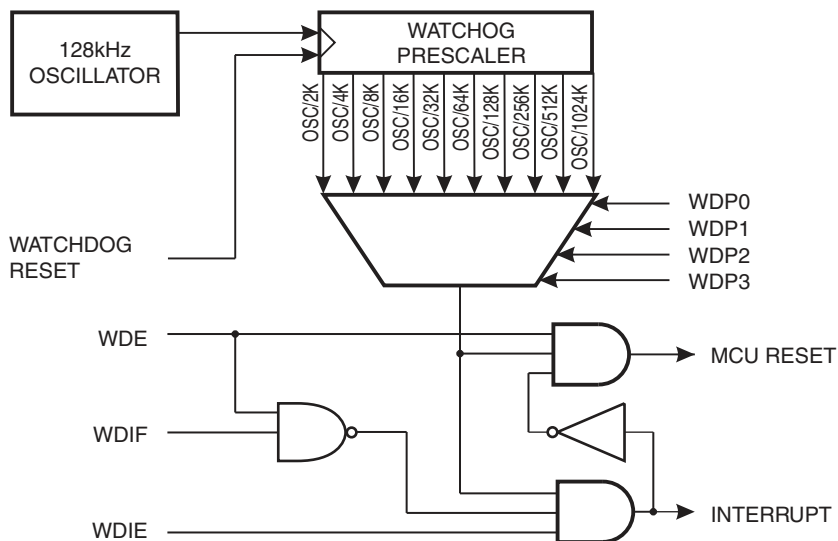 128kHz
OSCILLATOR
WATCHOG
PRESCALER
OSC/2K
OSC/4K
OSC/8K
OSC/16K
OSC/32K
OSC/64K
OSC/128K
OSC/256K
OSC/512K
OSC/1024K
WATCHDOG
RESET
WDP0
WDP1
WDP2
WDP3
WDE
MCU RESET
WDIF
WDIE
INTERRUPT